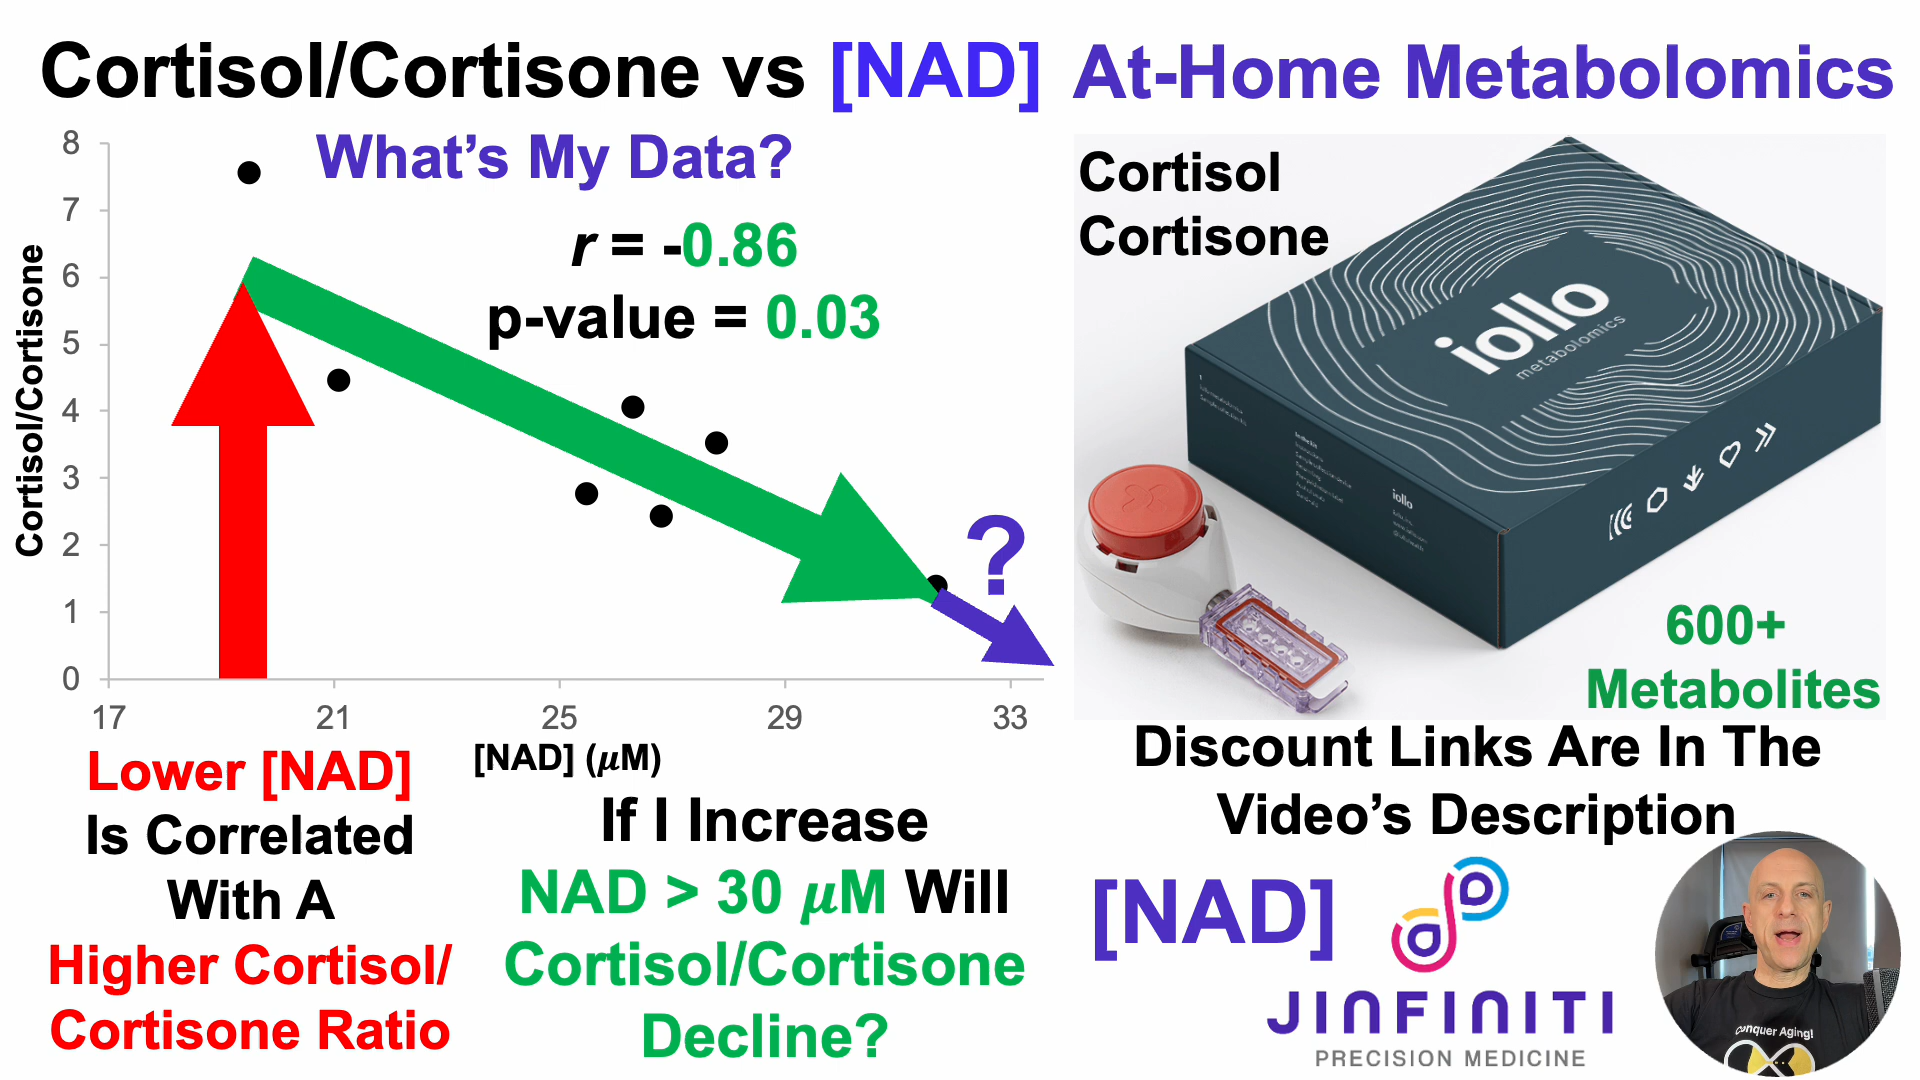 Cortisol/Cortisone vs [NAD]
What's My Data?
r = -0.86
p-value = 0.03
Cortisol/Cortisone
8
7
6
5
4
3
2
1
0
17 21 25 29 33
[NAD] (μM)
?
Lower [NAD]
Is Correlated
With A
Higher Cortisol/
Cortisone Ratio
If I Increase
NAD > 30 μM Will
Cortisol/Cortisone
Decline?
At-Home Metabolomics
Cortisol
Cortisone
iollo
metabolomics
iollo
600+
Metabolites
Discount Links Are In The
Video's Description
[NAD]
JINFINITI
PRECISION MEDICINE
Conquer Aging!